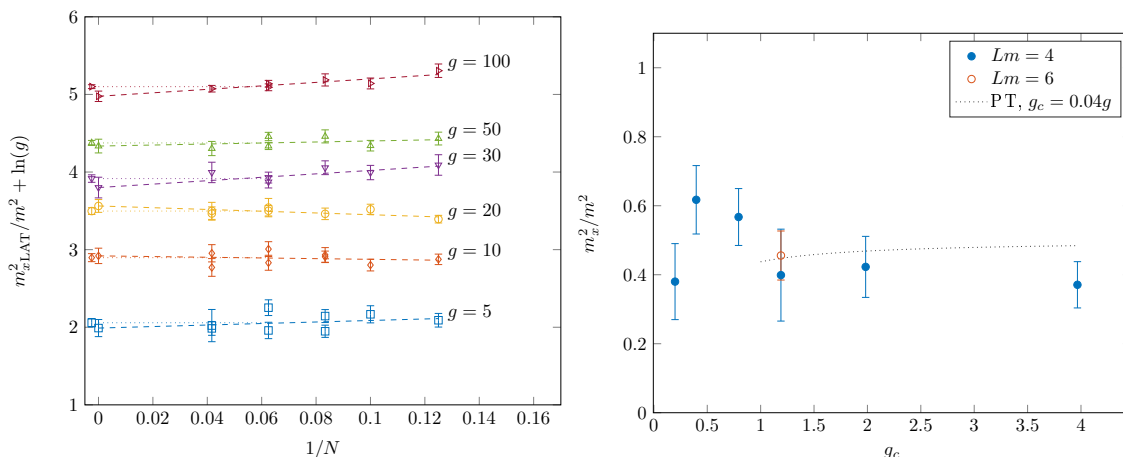 6
5
4
3
2
1
0
0.02
0.04
0.06
0.08
0.1
0.12
0.14
0.16
1/N
m²ₓ LAT/m² + ln(g)
g = 100
g = 50
g = 30
g = 20
g = 10
g = 5
1
0.8
0.6
0.4
0.2
0
0
0.5
1
1.5
2
2.5
3
3.5
4
g_c
m²ₓ/m²
Lm = 4
Lm = 6
PT, g_c = 0.04g